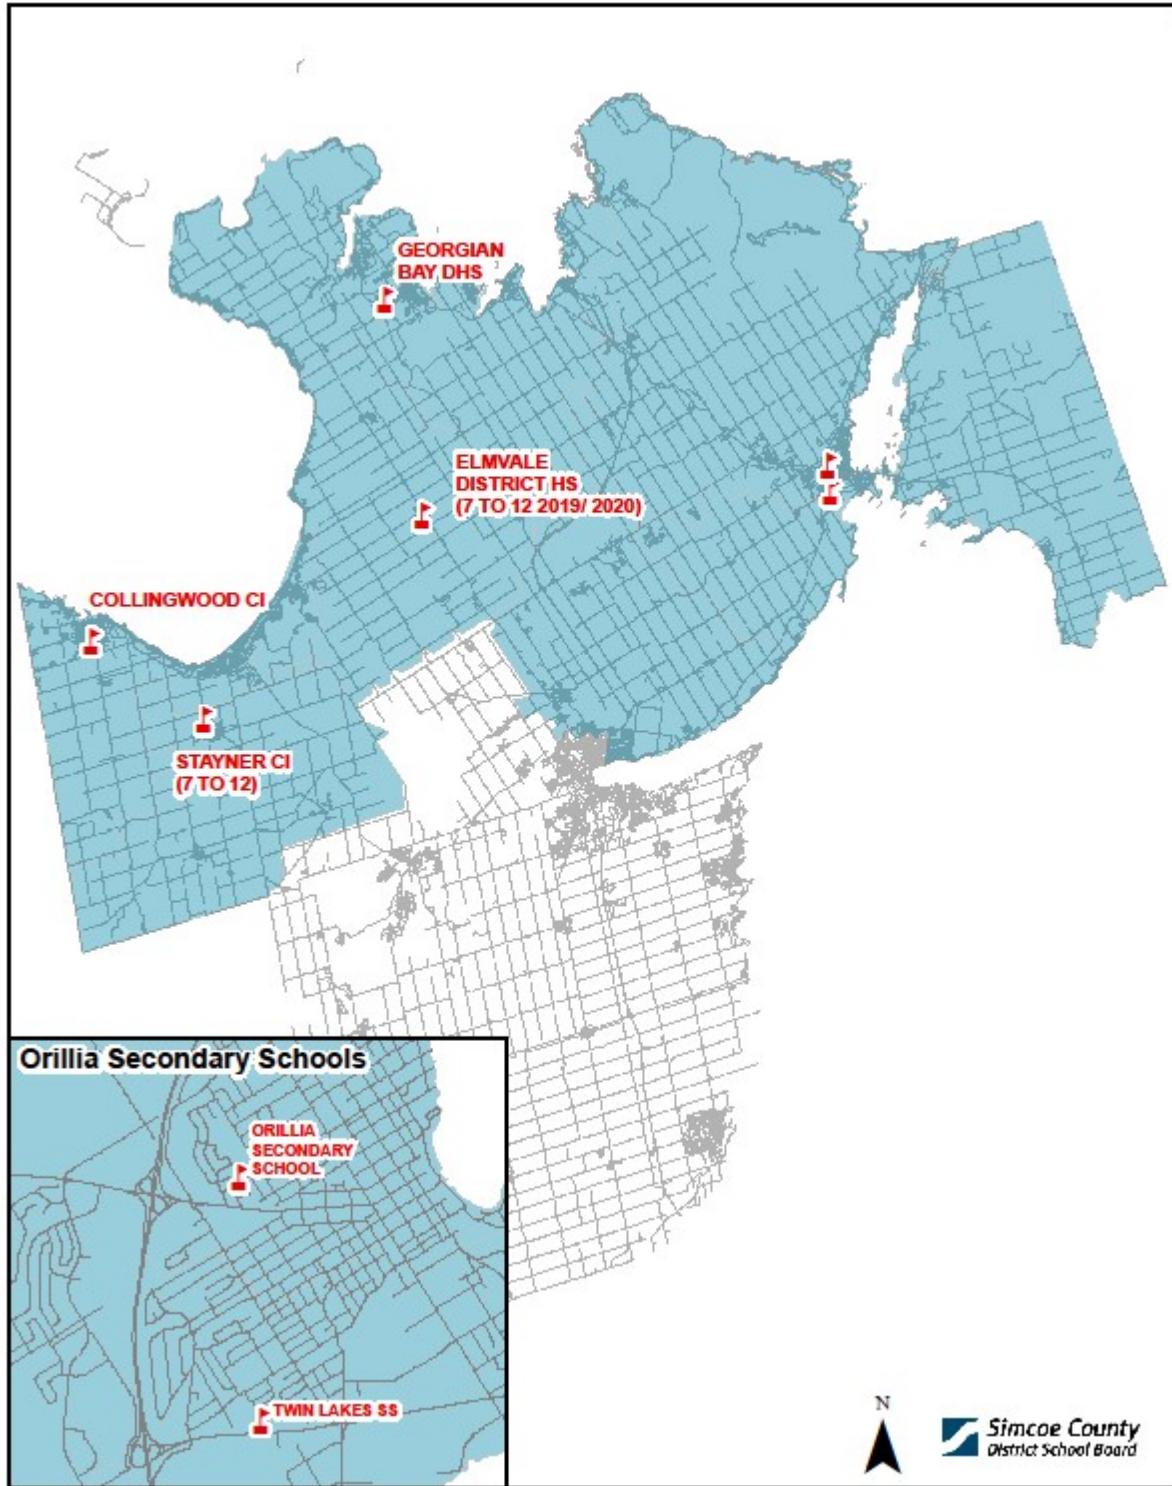 GEORGIAN
BAY DHS
ELMVALE
DISTRICT HS
(7 TO 12 2019/ 2020)
COLLINGWOOD CI
STAYNER CI
(7 TO 12)
Orillia Secondary Schools
ORILLIA
SECONDARY
SCHOOL
TWIN LAKES SS
N
Simcoe County
District School Board